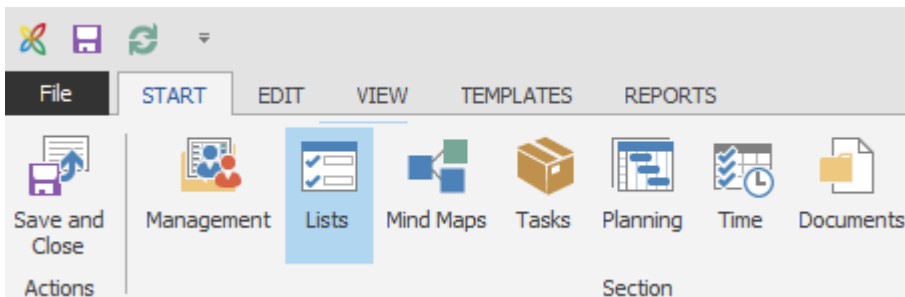 File START EDIT VIEW TEMPLATES REPORTS
Save and Management Lists Mind Maps Tasks Planning Time Documents
Close
Actions Section